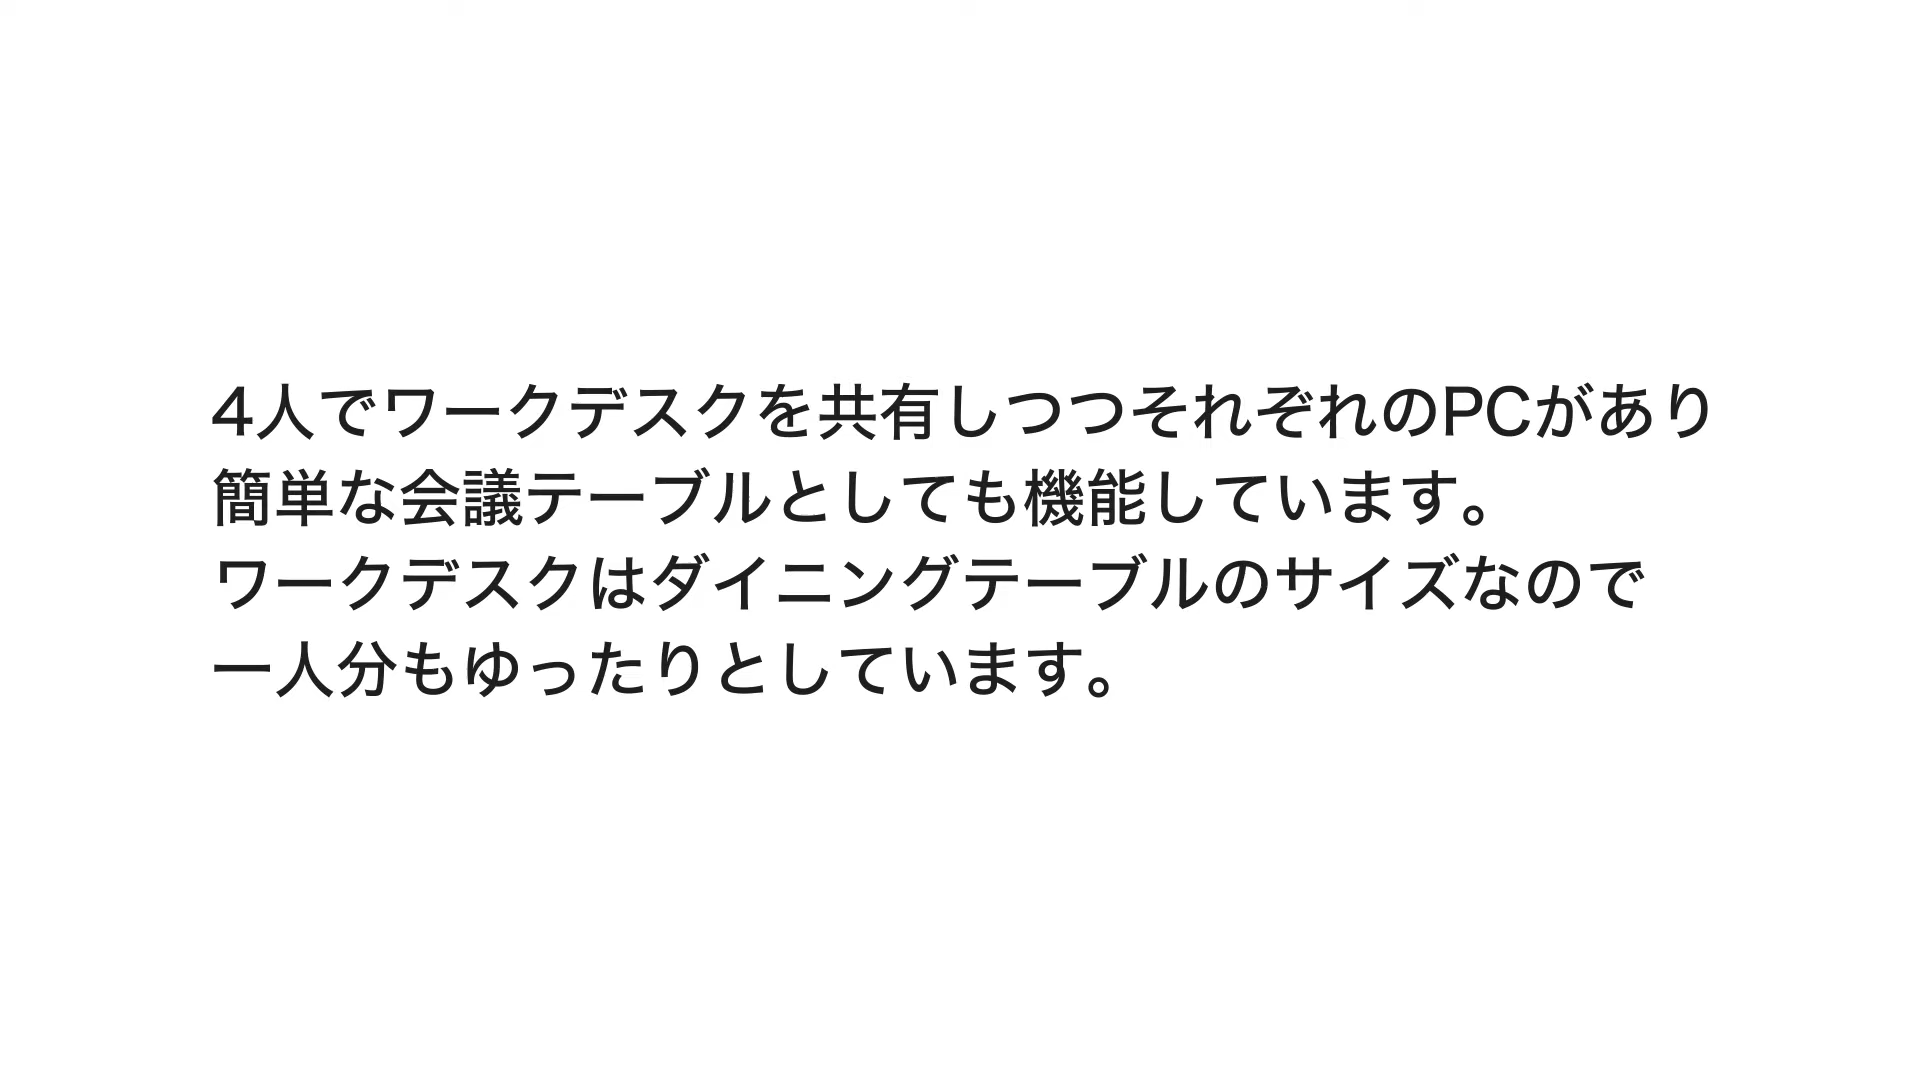 4人でワークデスクを共有しつつそれぞれのPCがあり
簡単な会議テーブルとしても機能しています。
ワークデスクはダイニングテーブルのサイズなので
一人分もゆったりとしています。